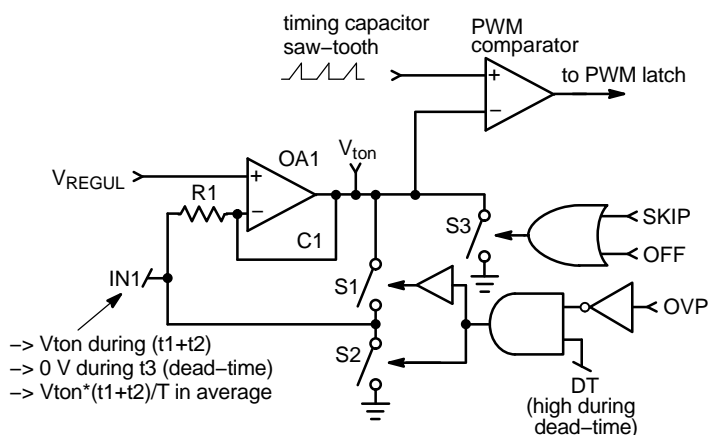 timing capacitor
saw−tooth
PWM
comparator
to PWM latch
VREGUL
OA1
Vton
R1
C1
S3
SKIP
OFF
IN1
S1
S2
OVP
DT
(high during
dead−time)
−> Vton during (t1+t2)
−> 0 V during t3 (dead−time)
−> Vton*(t1+t2)/T in average